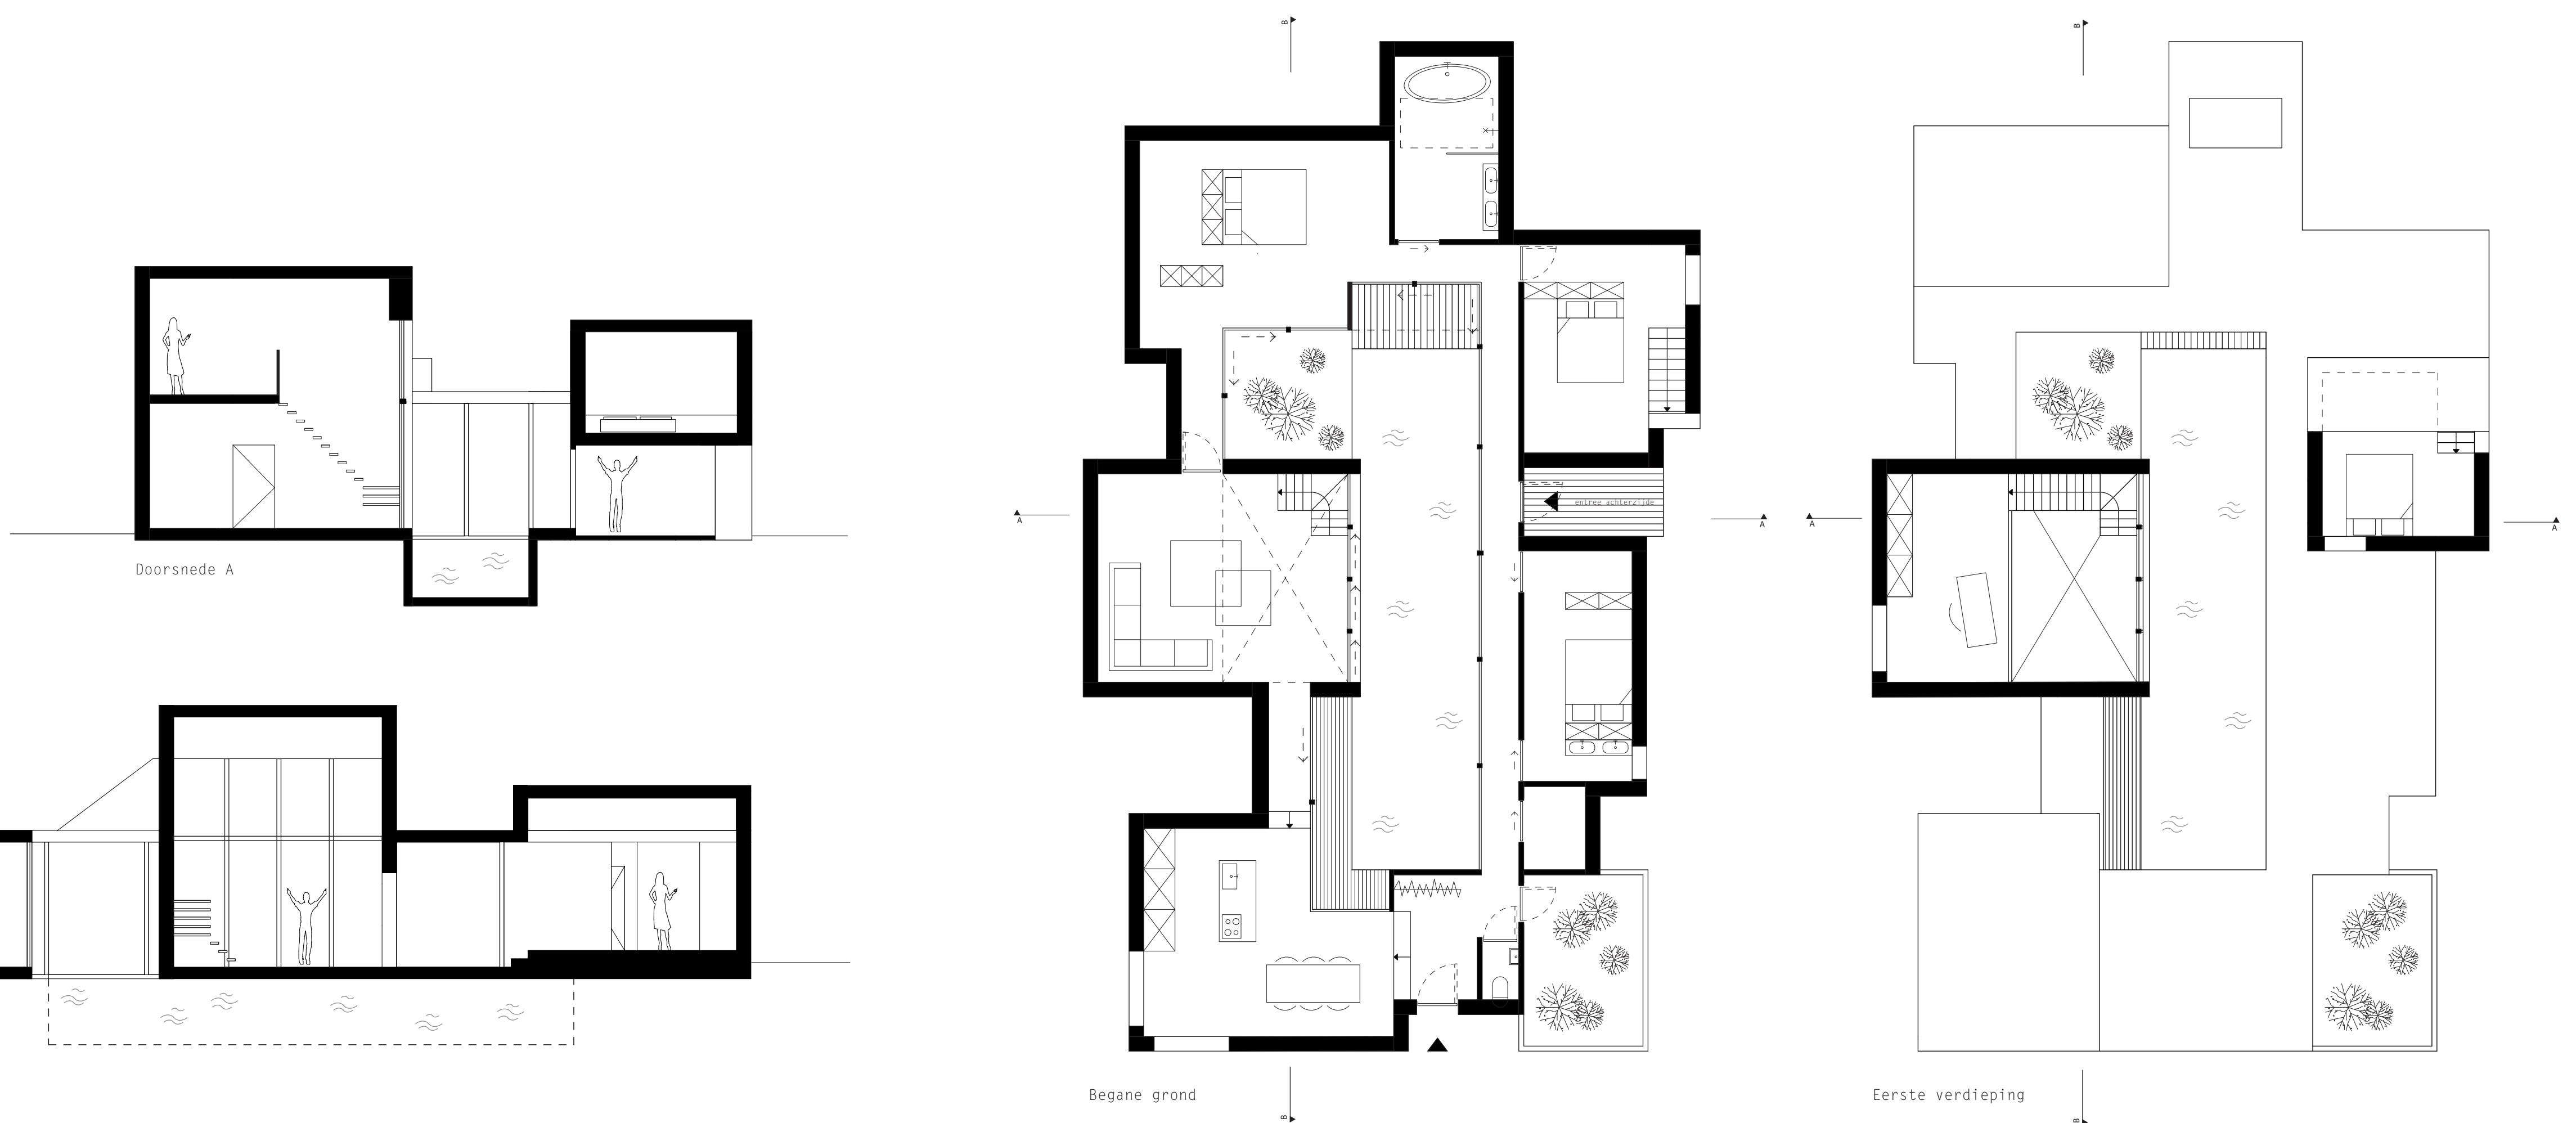 B
B
entree achterzijde
A
A
A
A
Doorsnede A
Begane grond
Eerste verdieping
B
B